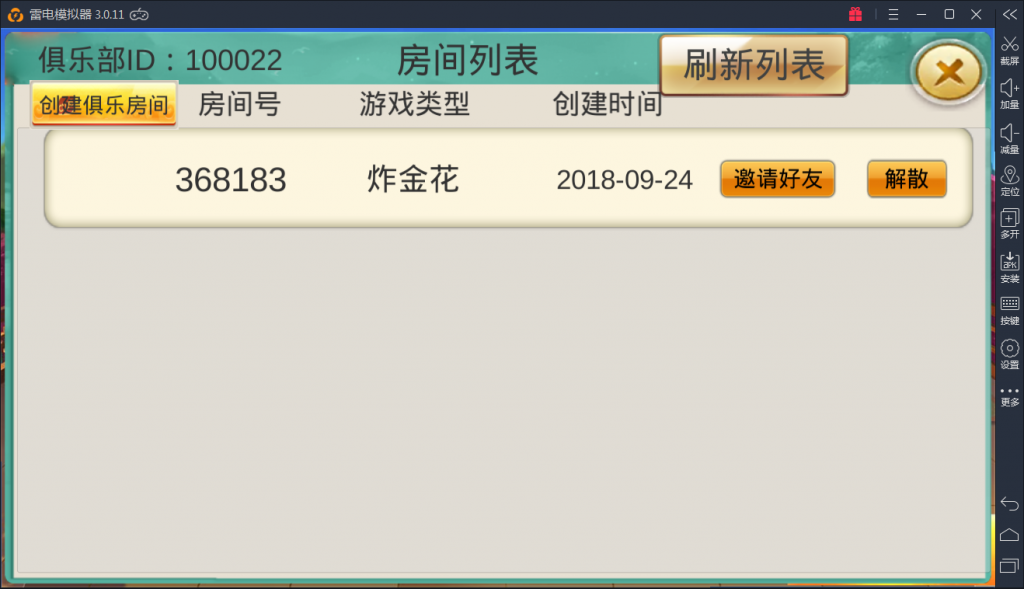 雷电模拟器 3.0.11
俱乐部ID：100022
房间列表
刷新列表
创建俱乐房间
房间号
游戏类型
创建时间
368183
炸金花
2018-09-24
邀请好友
解散
截屏
加量
减量
定位
多开
APK
安装
按键
设置
更多